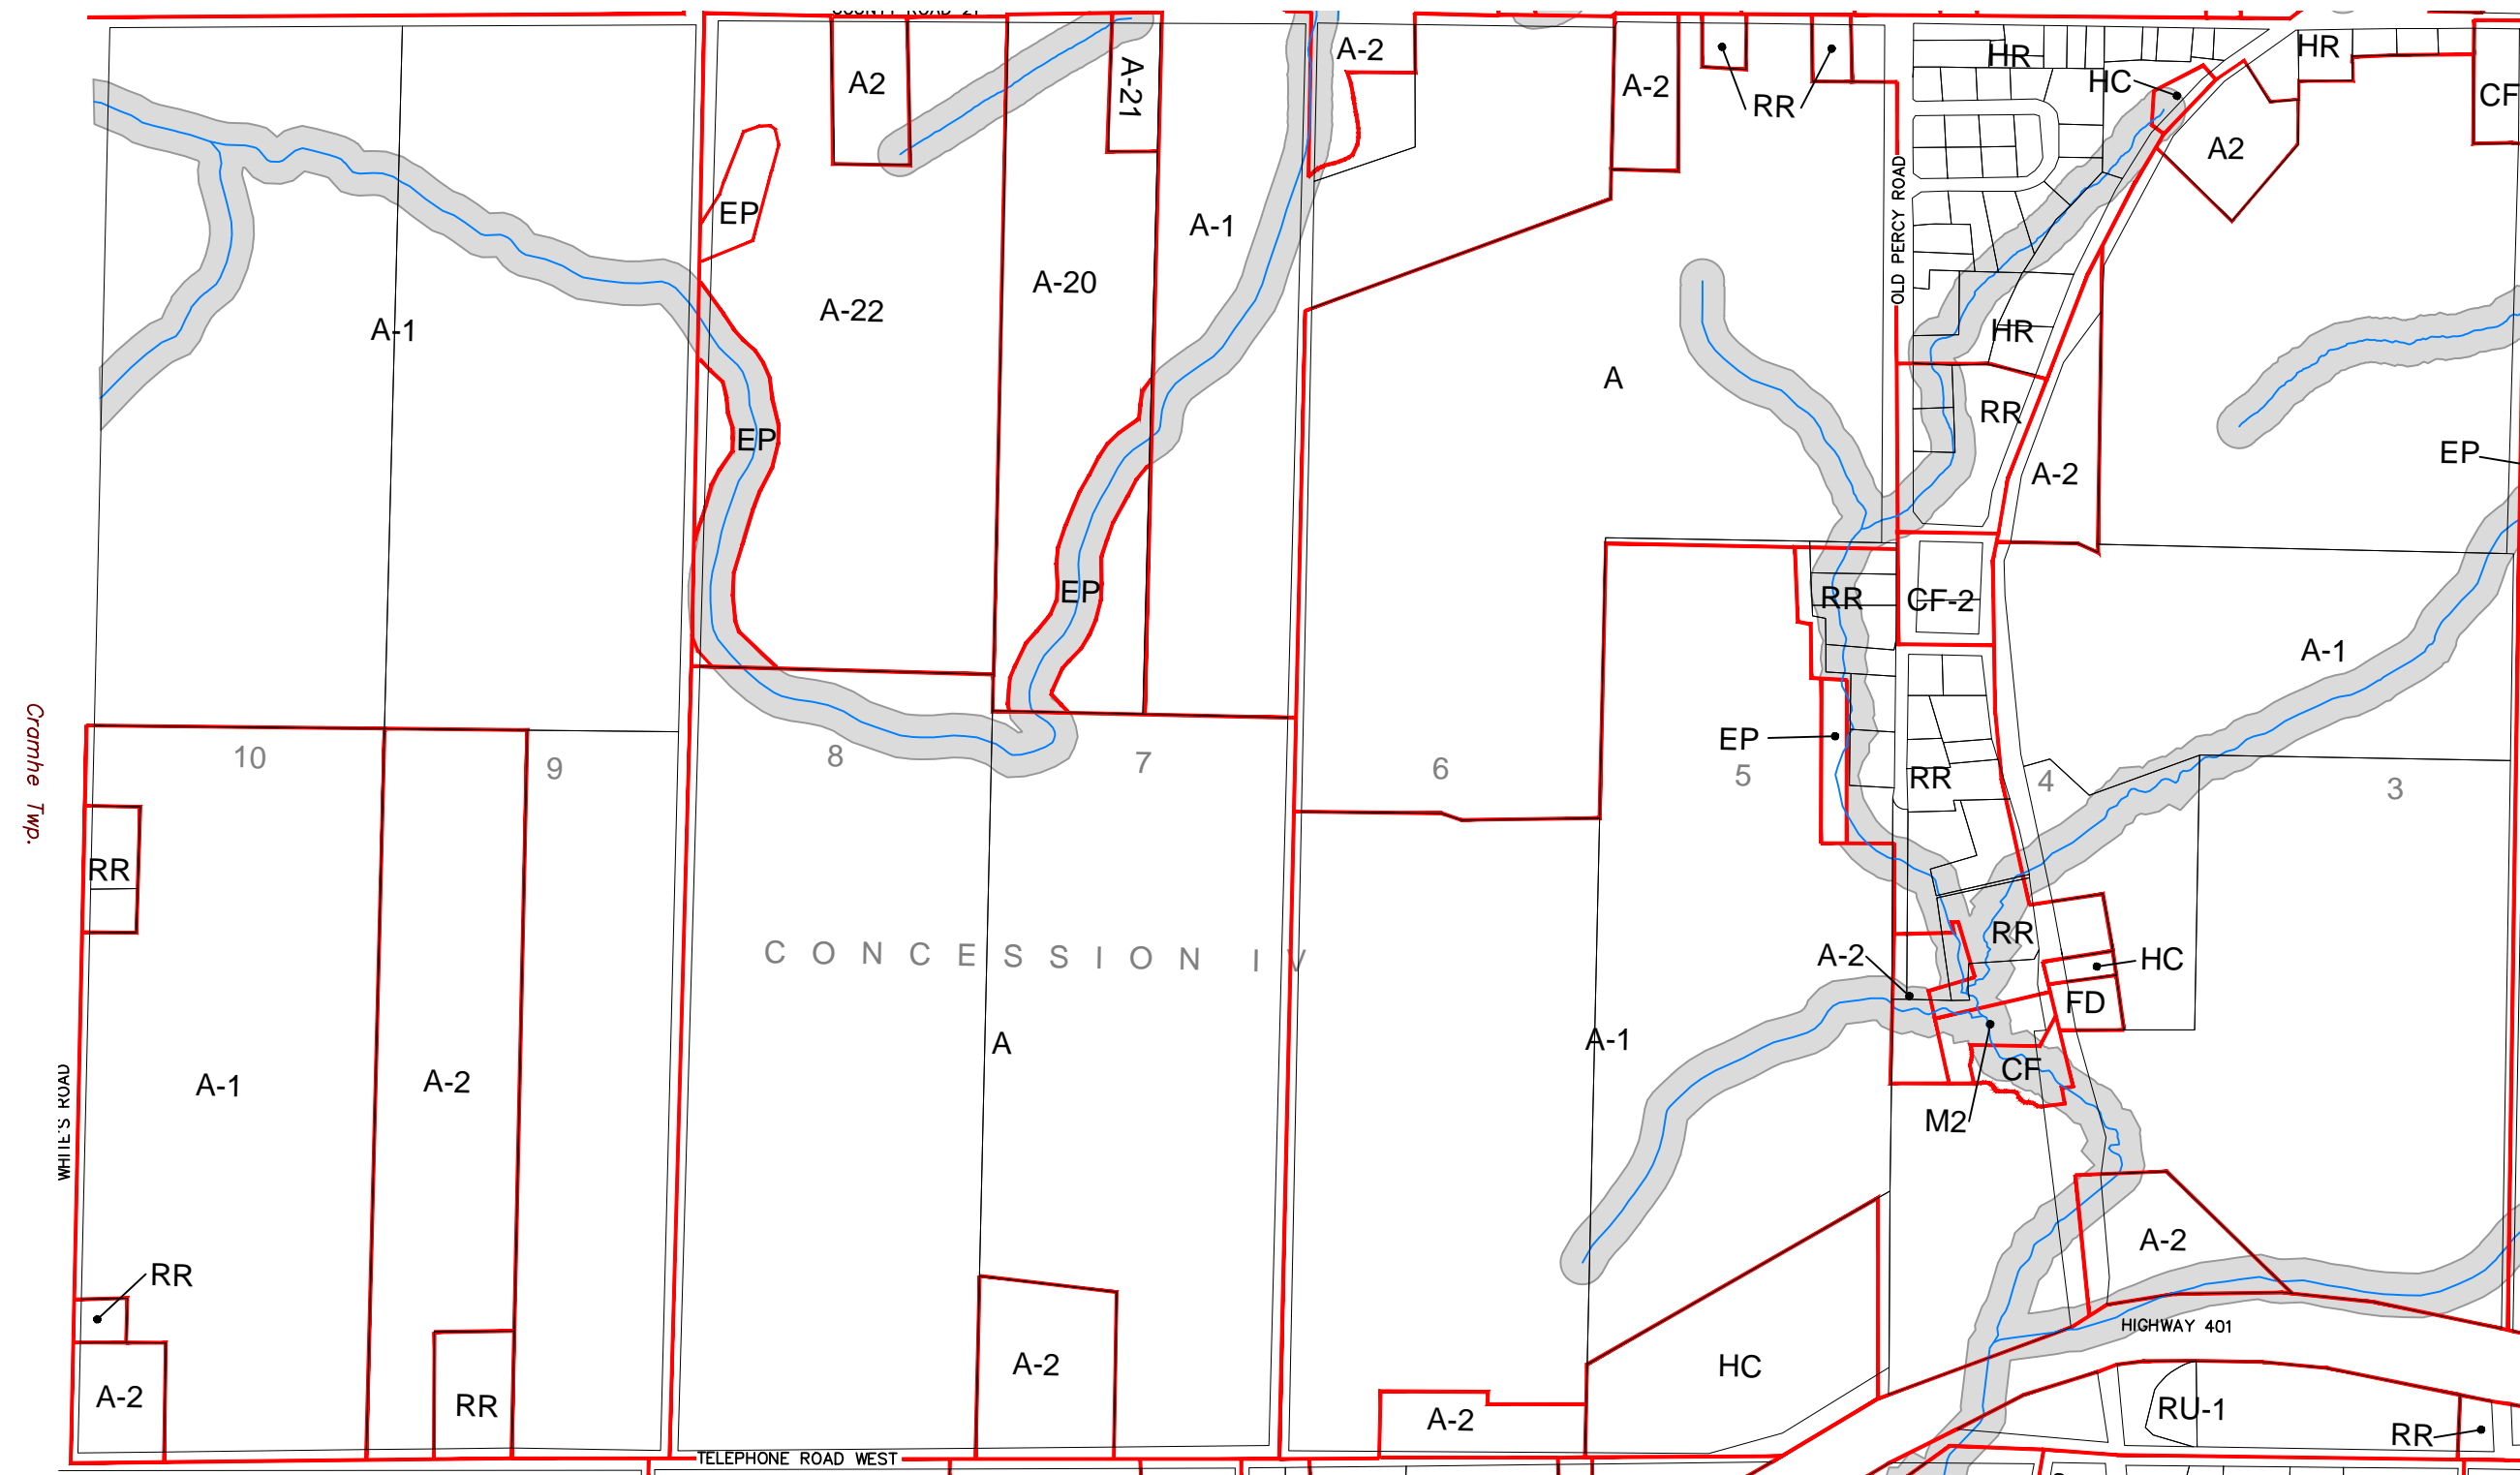 COUNTY ROAD 21
A-2
HR
HR
A2
A-21
A-2
RR
HC
CF
A2
OLD PERCY ROAD
EP
A-1
A-20
A-22
A-1
HR
A
RR
EP
EP
A-2
EP
RR
CF-2
A-1
Cramhe Twp.
EP
10
9
8
7
6
5
RR
4
3
RR
CONCESSION IV
A-2
RR
HC
FD
A
A-1
CF
A-1
A-2
M2
WHITE'S ROAD
A-2
RR
HIGHWAY 401
A-2
HC
A-2
RR
A-2
RU-1
RR
TELEPHONE ROAD WEST